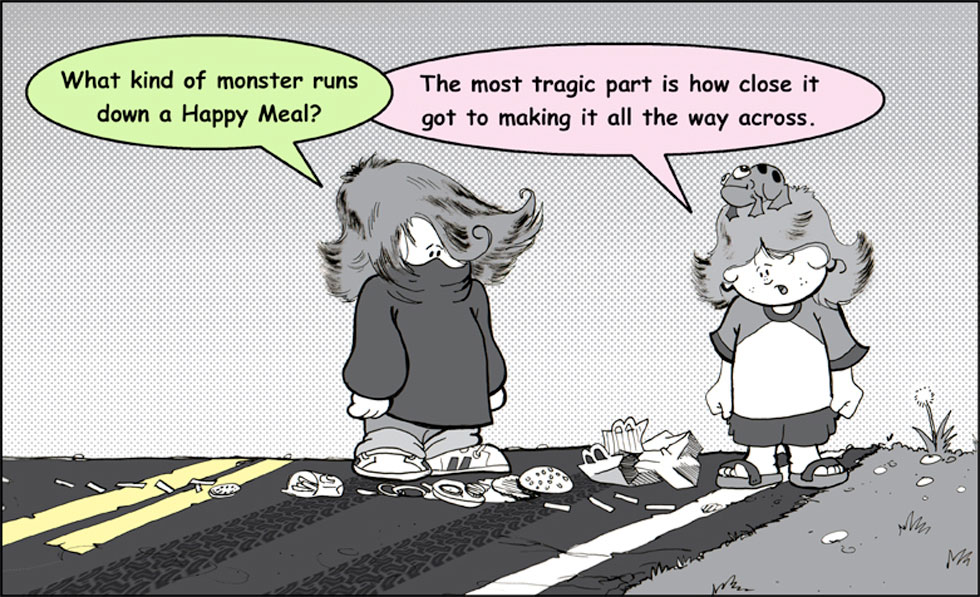 What kind of monster runs
down a Happy Meal?
The most tragic part is how close it
got to making it all the way across.